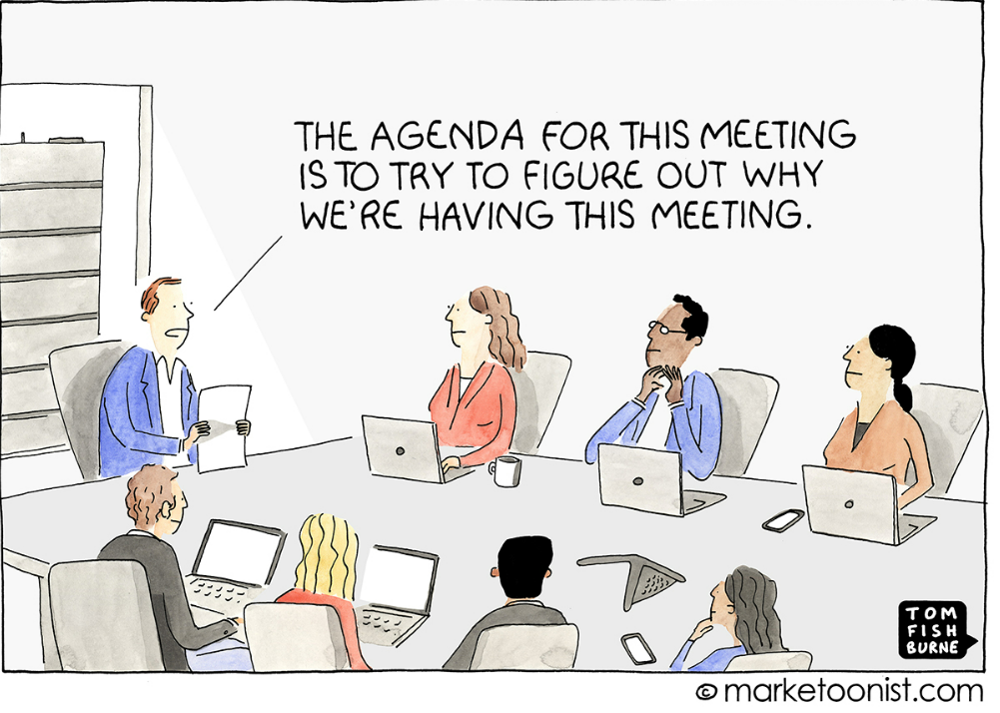 THE AGENDA FOR THIS MEETING
IS TO TRY TO FIGURE OUT WHY
WE'RE HAVING THIS MEETING.
TOM
FISH
BURNE
© marketoonist.com